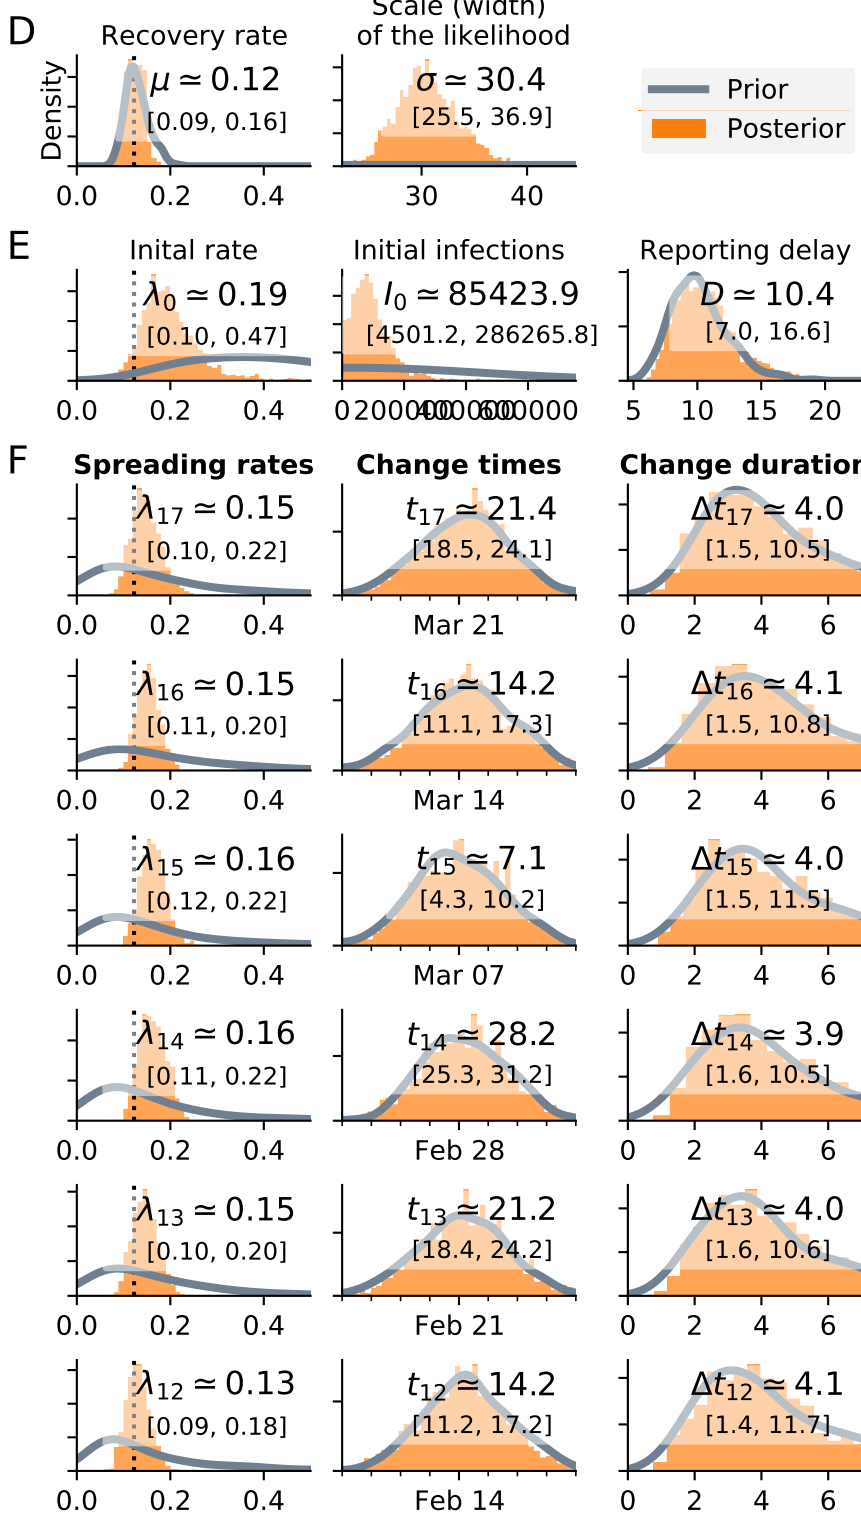 D
Recovery rate
Scale (width)
of the likelihood
Density
μ ≃ 0.12
[0.09, 0.16]
σ ≃ 30.4
[25.5, 36.9]
Prior
Posterior
0.0 0.2 0.4
30 40
E
Inital rate
Initial infections
Reporting delay
λ0 ≃ 0.19
[0.10, 0.47]
I0 ≃ 85423.9
[4501.2, 286265.8]
D ≃ 10.4
[7.0, 16.6]
0.0 0.2 0.4
0 200000 400000 600000
5 10 15 20
F
Spreading rates
Change times
Change duration
λ17 ≃ 0.15
[0.10, 0.22]
t17 ≃ 21.4
[18.5, 24.1]
Δt17 ≃ 4.0
[1.5, 10.5]
0.0 0.2 0.4
Mar 21
0 2 4 6
λ16 ≃ 0.15
[0.11, 0.20]
t16 ≃ 14.2
[11.1, 17.3]
Δt16 ≃ 4.1
[1.5, 10.8]
0.0 0.2 0.4
Mar 14
0 2 4 6
λ15 ≃ 0.16
[0.12, 0.22]
t15 ≃ 7.1
[4.3, 10.2]
Δt15 ≃ 4.0
[1.5, 11.5]
0.0 0.2 0.4
Mar 07
0 2 4 6
λ14 ≃ 0.16
[0.11, 0.22]
t14 ≃ 28.2
[25.3, 31.2]
Δt14 ≃ 3.9
[1.6, 10.5]
0.0 0.2 0.4
Feb 28
0 2 4 6
λ13 ≃ 0.15
[0.10, 0.20]
t13 ≃ 21.2
[18.4, 24.2]
Δt13 ≃ 4.0
[1.6, 10.6]
0.0 0.2 0.4
Feb 21
0 2 4 6
λ12 ≃ 0.13
[0.09, 0.18]
t12 ≃ 14.2
[11.2, 17.2]
Δt12 ≃ 4.1
[1.4, 11.7]
0.0 0.2 0.4
Feb 14
0 2 4 6